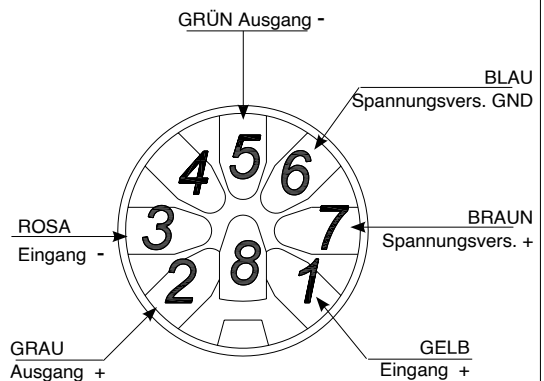 GRÜN Ausgang -
BLAU
Spannungsvers. GND
5
4
6
ROSA
Eingang -
3
7
BRAUN
Spannungsvers. +
8
2
1
GRAU
Ausgang +
GELB
Eingang +